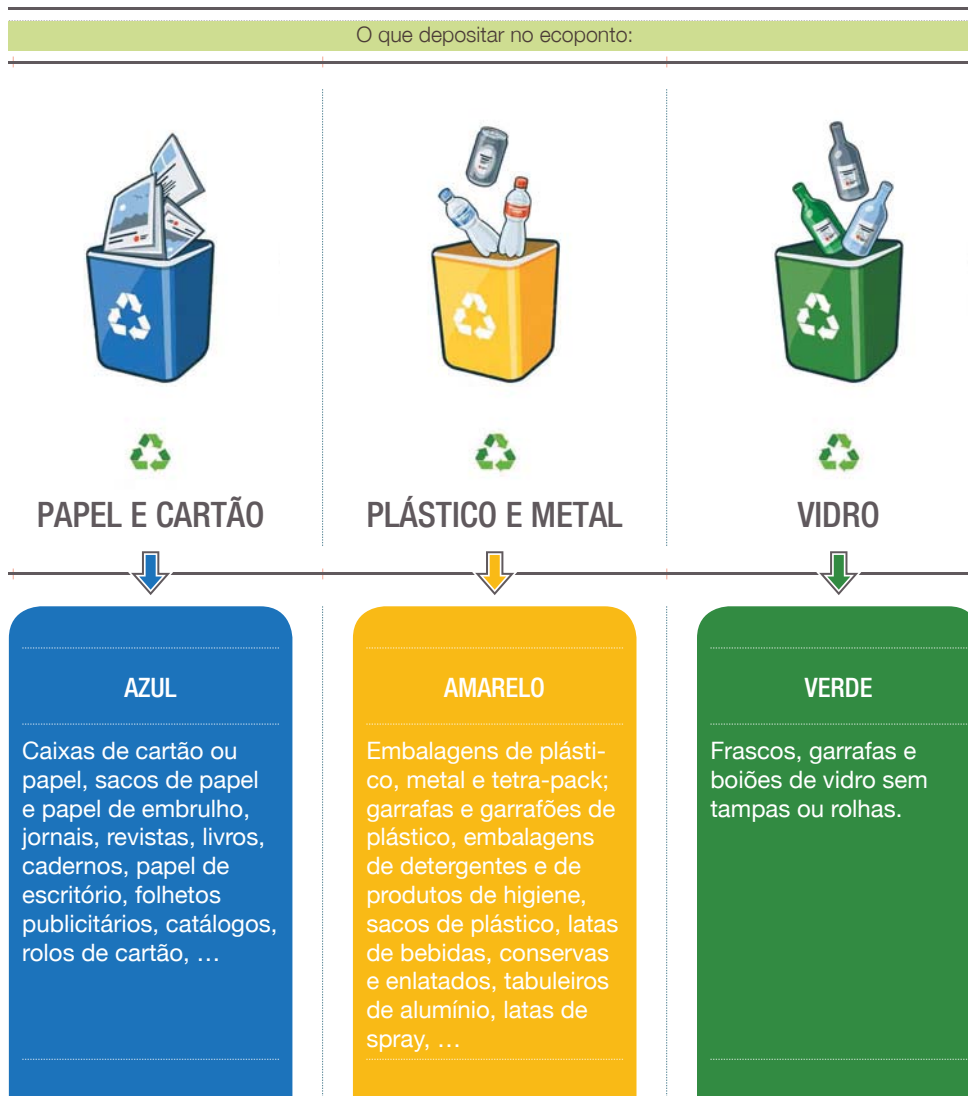 O que depositar no ecoponto:
PAPEL E CARTÃO
PLÁSTICO E METAL
VIDRO
AZUL
Caixas de cartão ou
papel, sacos de papel
e papel de embrulho,
jornais, revistas, livros,
cadernos, papel de
escritório, folhetos
publicitários, catálogos,
rolos de cartão, …
AMARELO
Embalagens de plásti-
co, metal e tetra-pack;
garrafas e garrafões de
plástico, embalagens
de detergentes e de
produtos de higiene,
sacos de plástico, latas
de bebidas, conservas
e enlatados, tabuleiros
de alumínio, latas de
spray, …
VERDE
Frascos, garrafas e
boiões de vidro sem
tampas ou rolhas.